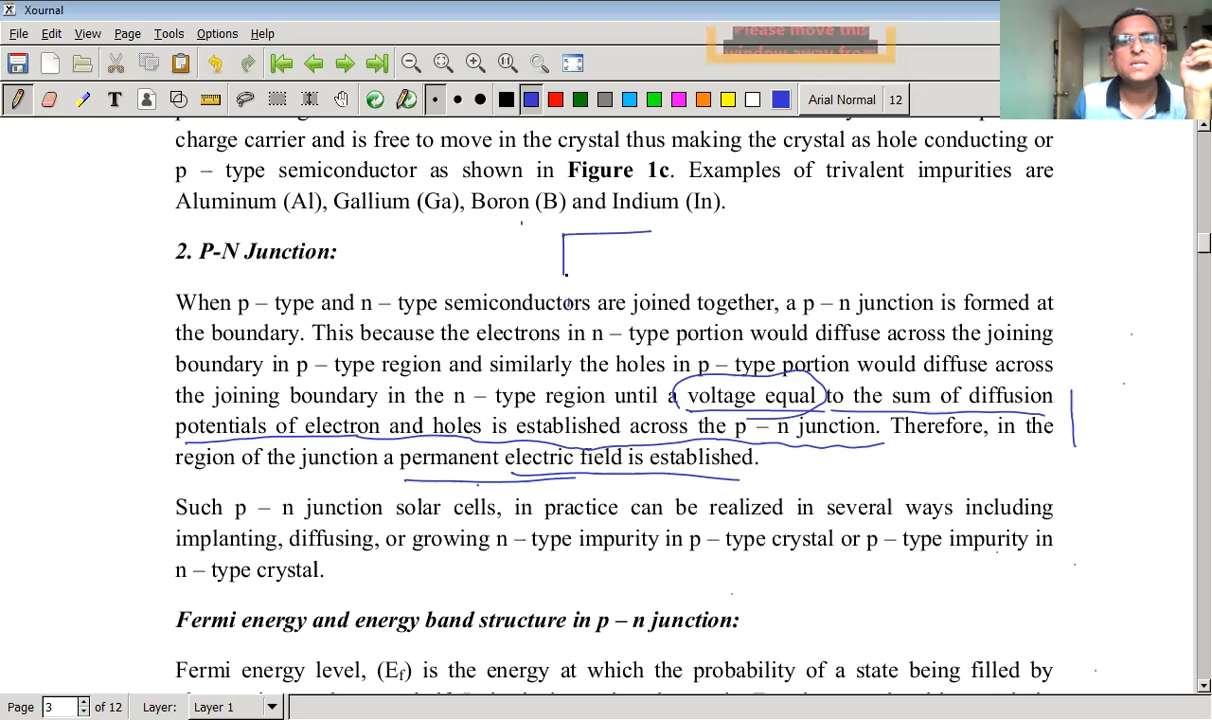 Xournal
File Edit View Page Tools Options Help
Please move this
window away from
Arial Normal 12
charge carrier and is free to move in the crystal thus making the crystal as hole conducting or
p – type semiconductor as shown in Figure 1c. Examples of trivalent impurities are
Aluminum (Al), Gallium (Ga), Boron (B) and Indium (In).
2. P-N Junction:
When p – type and n – type semiconductors are joined together, a p – n junction is formed at
the boundary. This because the electrons in n – type portion would diffuse across the joining
boundary in p – type region and similarly the holes in p – type portion would diffuse across
the joining boundary in the n – type region until a voltage equal to the sum of diffusion
potentials of electron and holes is established across the p – n junction. Therefore, in the
region of the junction a permanent electric field is established.
Such p – n junction solar cells, in practice can be realized in several ways including
implanting, diffusing, or growing n – type impurity in p – type crystal or p – type impurity in
n – type crystal.
Fermi energy and energy band structure in p – n junction:
Fermi energy level, (Ef) is the energy at which the probability of a state being filled by
Page 3 of 12 Layer: Layer 1